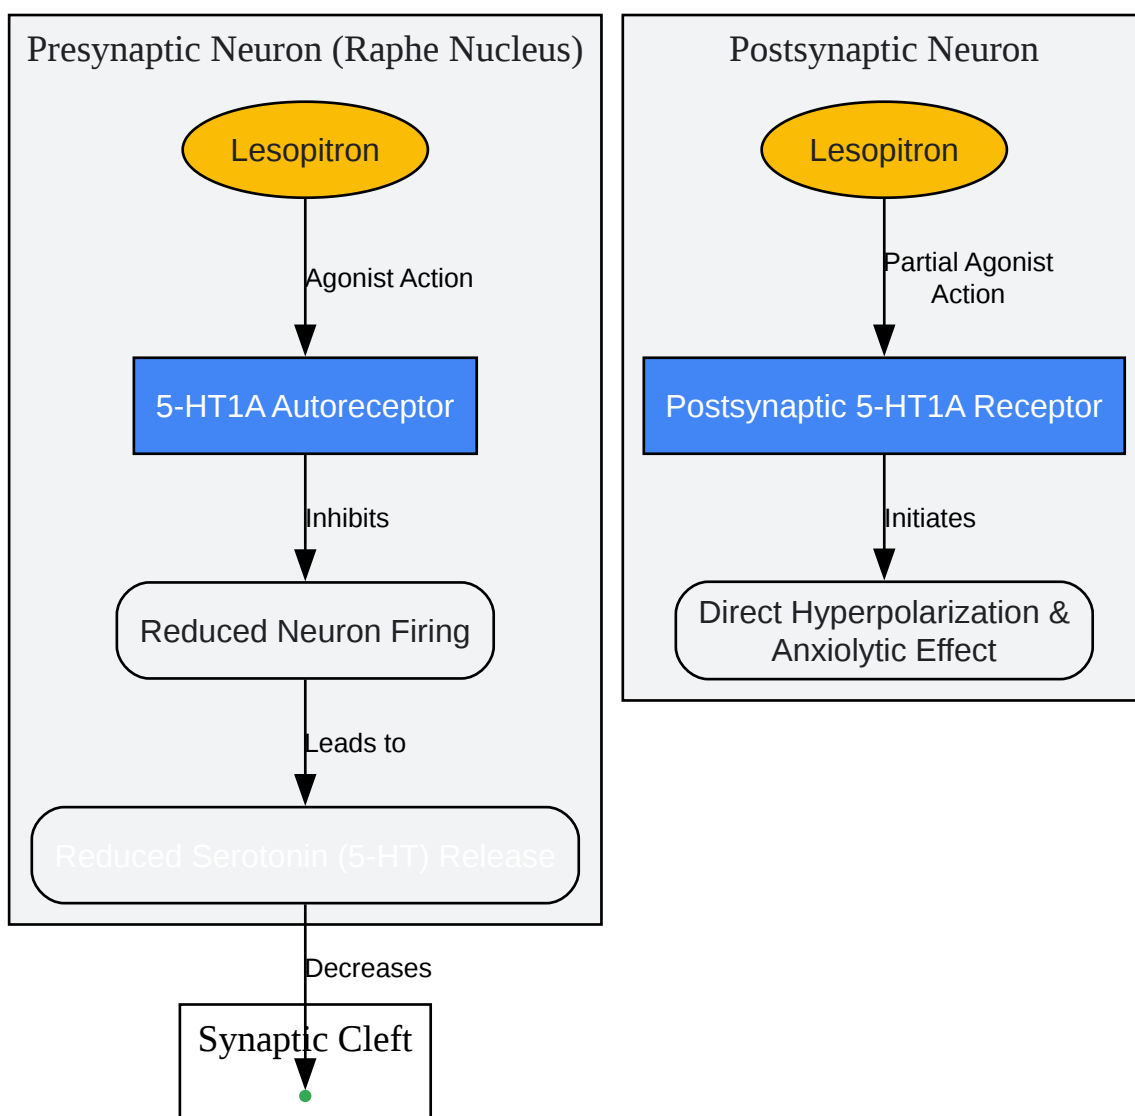 Presynaptic Neuron (Raphe Nucleus)
Lesopitron
Agonist Action
5-HT1A Autoreceptor
Inhibits
Reduced Neuron Firing
Leads to
Reduced Serotonin (5-HT) Release
Decreases
Synaptic Cleft
Postsynaptic Neuron
Lesopitron
Partial Agonist
Action
Postsynaptic 5-HT1A Receptor
Initiates
Direct Hyperpolarization &
Anxiolytic Effect